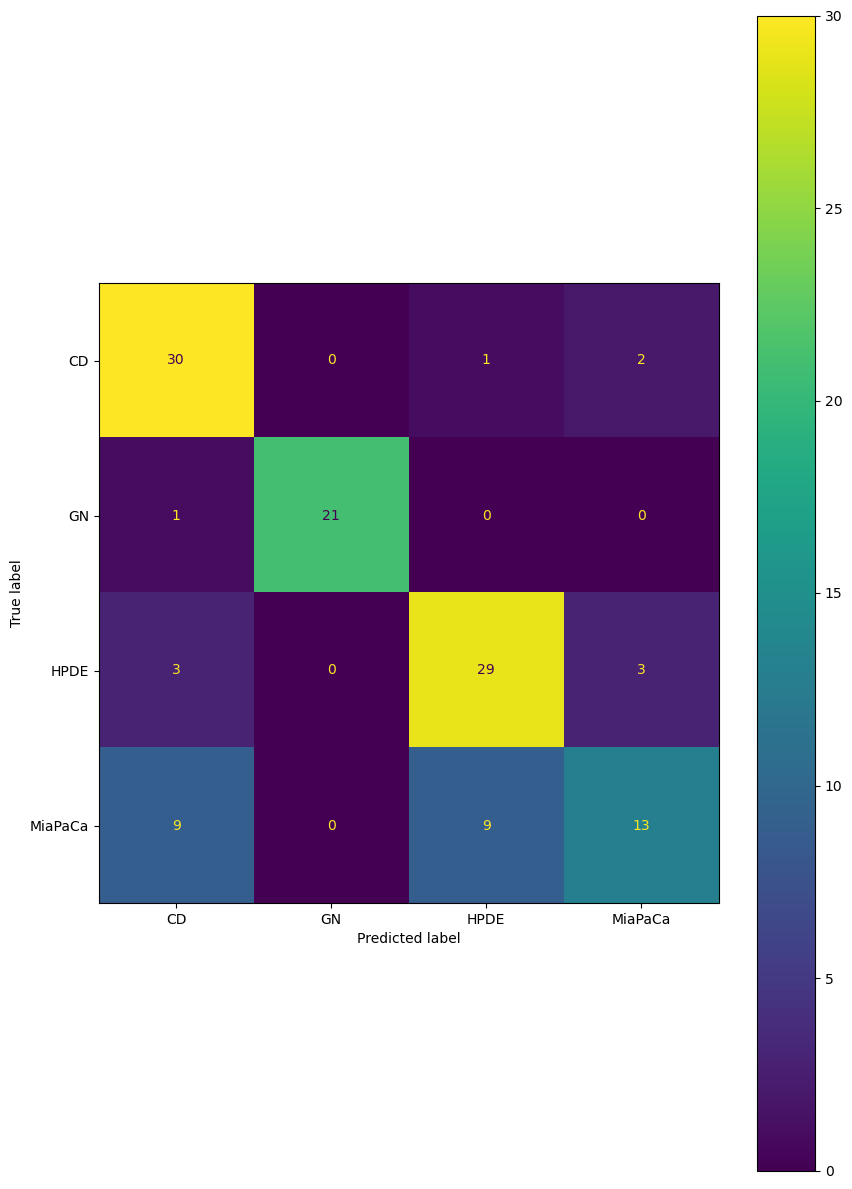 30
25
20
15
10
5
0
True label
CD
30 0 1 2
GN
1 21 0 0
HPDE
3 0 29 3
MiaPaCa
9 0 9 13
CD GN HPDE MiaPaCa
Predicted label